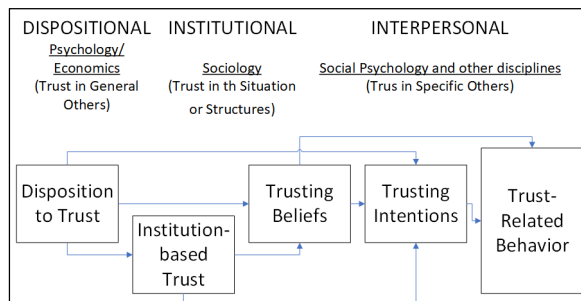 DISPOSITIONAL
Psychology/
Economics
(Trust in General
Others)
INSTITUTIONAL
Sociology
(Trust in th Situation
or Structures)
INTERPERSONAL
Social Psychology and other disciplines
(Trus in Specific Others)
Disposition
to Trust
Institution-
based
Trust
Trusting
Beliefs
Trusting
Intentions
Trust-
Related
Behavior